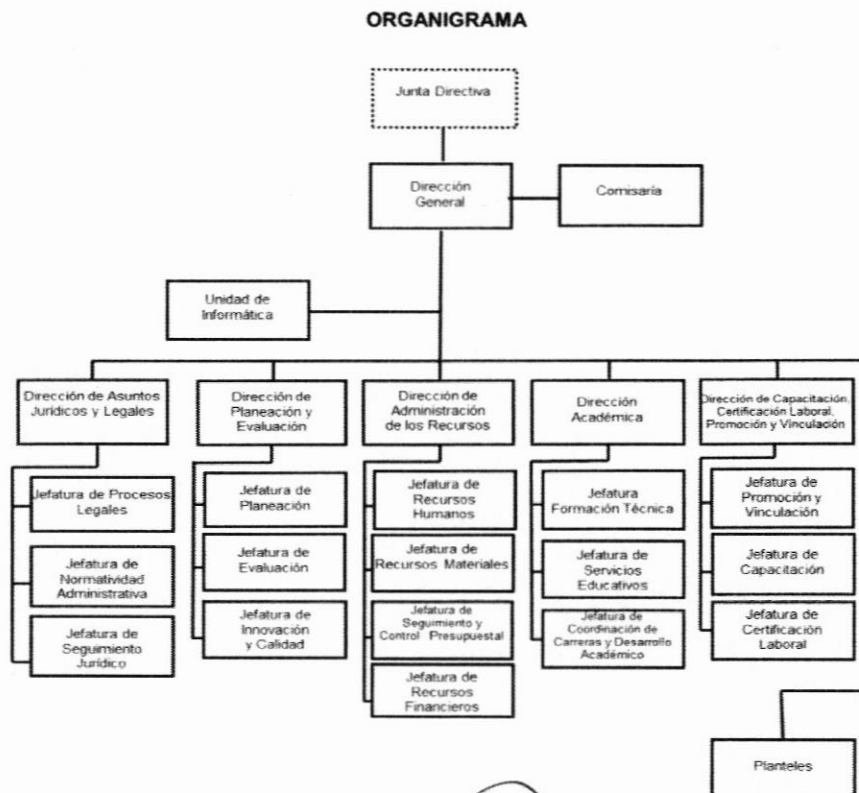 ORGANIGRAMA
Junta Directiva
Dirección
General
Comisaría
Unidad de
Informática
Dirección de Asuntos
Jurídicos y Legales
Dirección de
Planeación y
Evaluación
Dirección de
Administración
de los Recursos
Dirección
Académica
Dirección de Capacitación,
Certificación Laboral,
Promoción y Vinculación
Jefatura de Procesos
Legales
Jefatura de
Normatividad
Administrativa
Jefatura de
Seguimiento
Jurídico
Jefatura de
Planeación
Jefatura de
Evaluación
Jefatura de
Innovación
y Calidad
Jefatura de
Recursos
Humanos
Jefatura de
Recursos Materiales
Jefatura de
Seguimiento y
Control Presupuestal
Jefatura de
Recursos
Financieros
Jefatura
Formación Técnica
Jefatura de
Servicios
Educativos
Jefatura de
Coordinación de
Carreras y Desarrollo
Académico
Jefatura de
Promoción y
Vinculación
Jefatura de
Capacitación
Jefatura de
Certificación
Laboral
Planteles